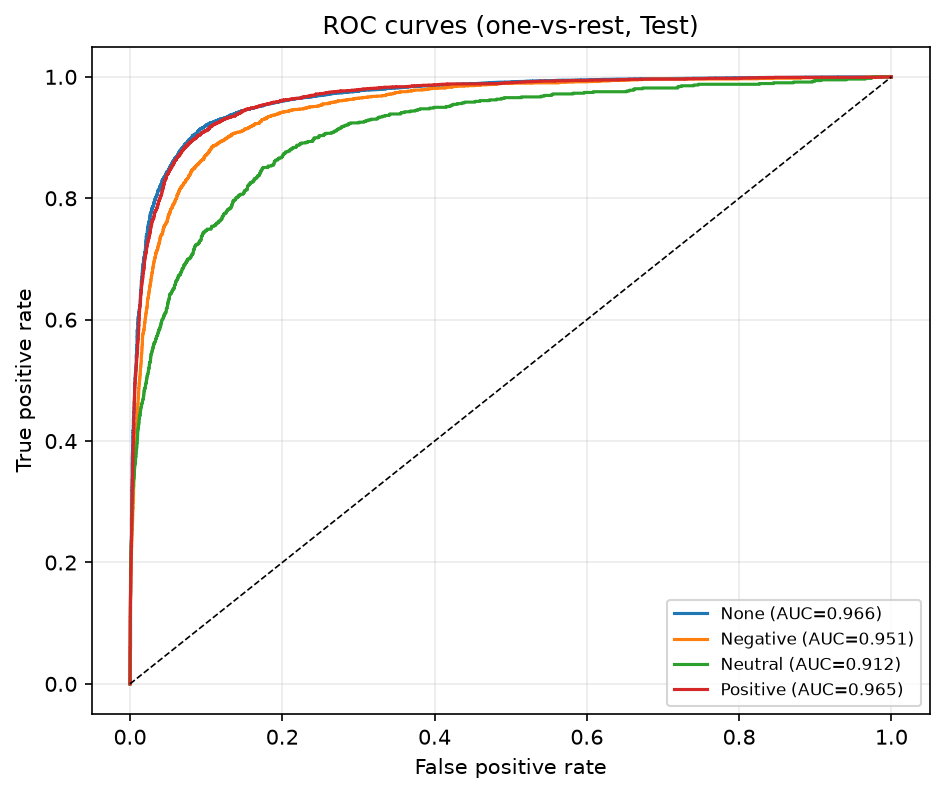 ROC curves (one-vs-rest, Test)
1.0
0.8
0.6
0.4
0.2
0.0
True positive rate
0.0 0.2 0.4 0.6 0.8 1.0
False positive rate
None (AUC=0.966)
Negative (AUC=0.951)
Neutral (AUC=0.912)
Positive (AUC=0.965)